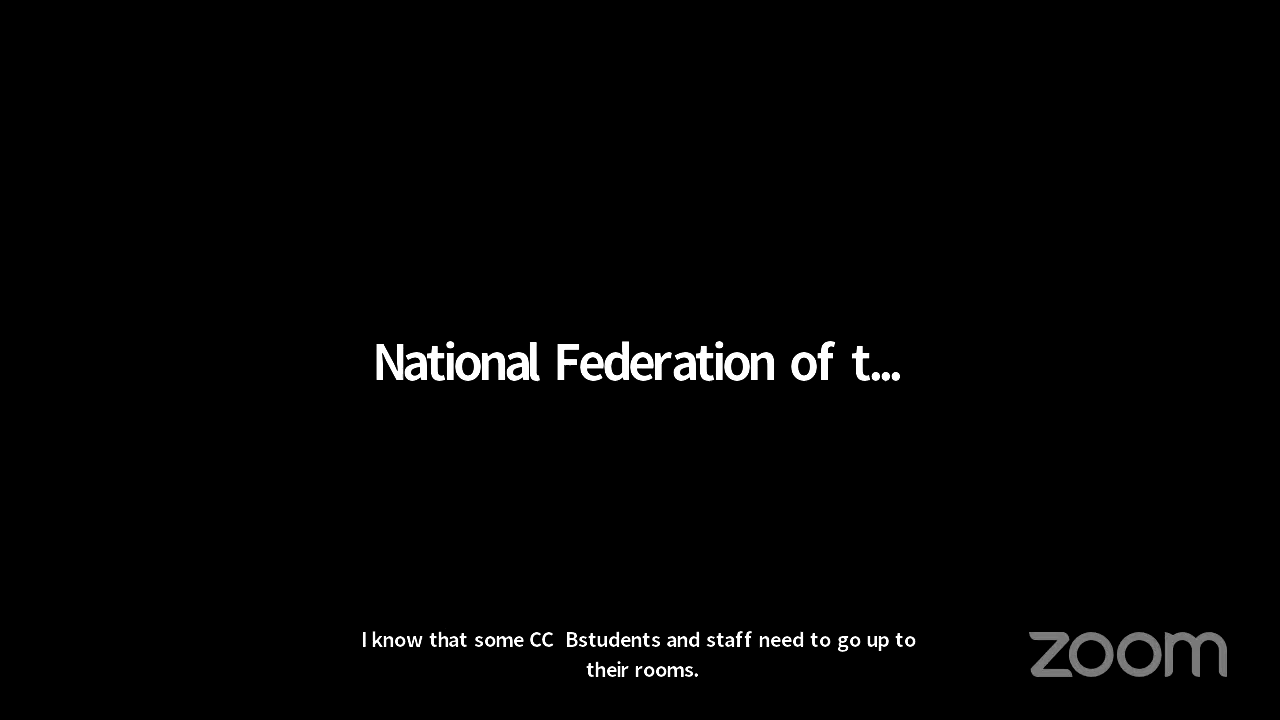 National Federation of t...
I know that some CC  Bstudents and staff need to go up to
their rooms.
zoom